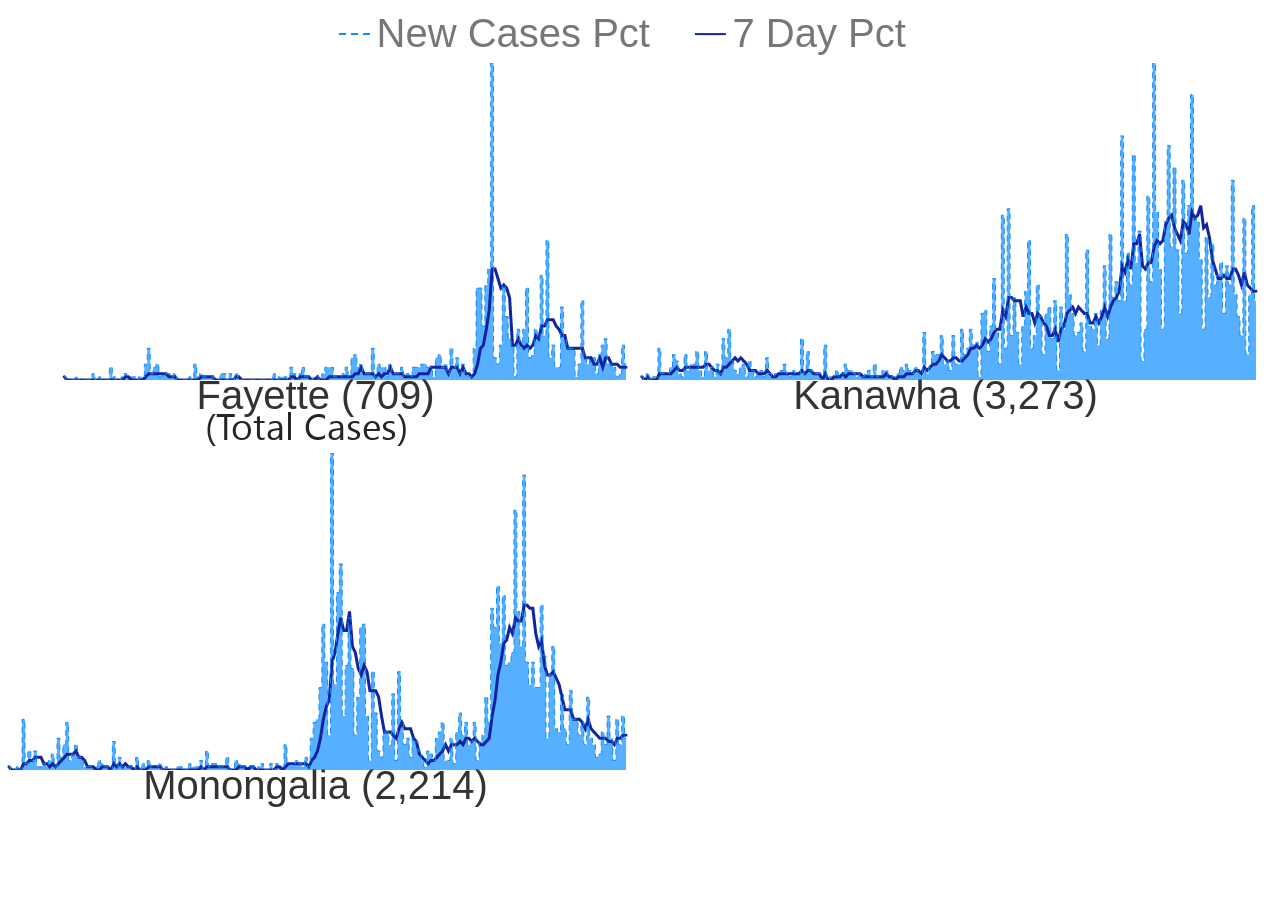 New Cases Pct 7 Day Pct
Fayette (709)
(Total Cases)
Kanawha (3,273)
Monongalia (2,214)